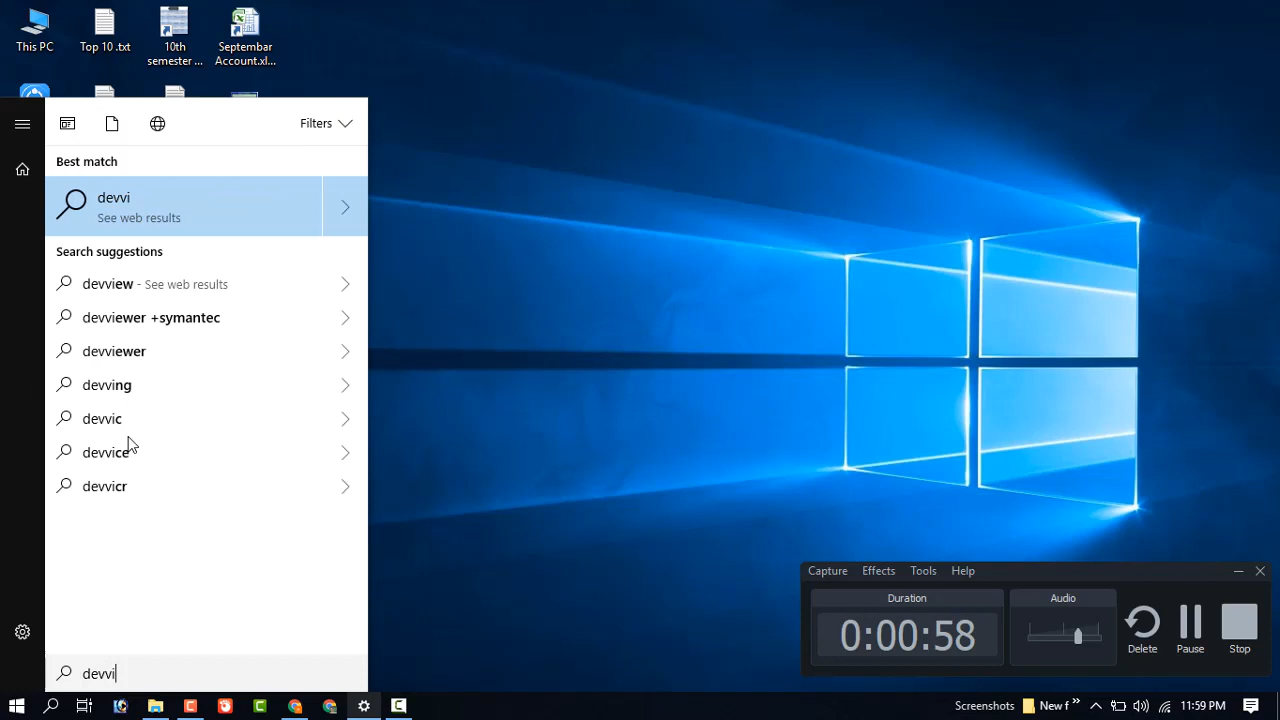 This PC
Top 10 .txt
10th
semester ...
Septembar
Account.xl...
Filters
Best match
devvi
See web results
Search suggestions
devview - See web results
devviewer +symantec
devviewer
devving
devvic
devvice
devvicr
devvi
Capture Effects Tools Help
Duration
Audio
0:00:58
Delete
Pause
Stop
Screenshots
New f
11:59 PM